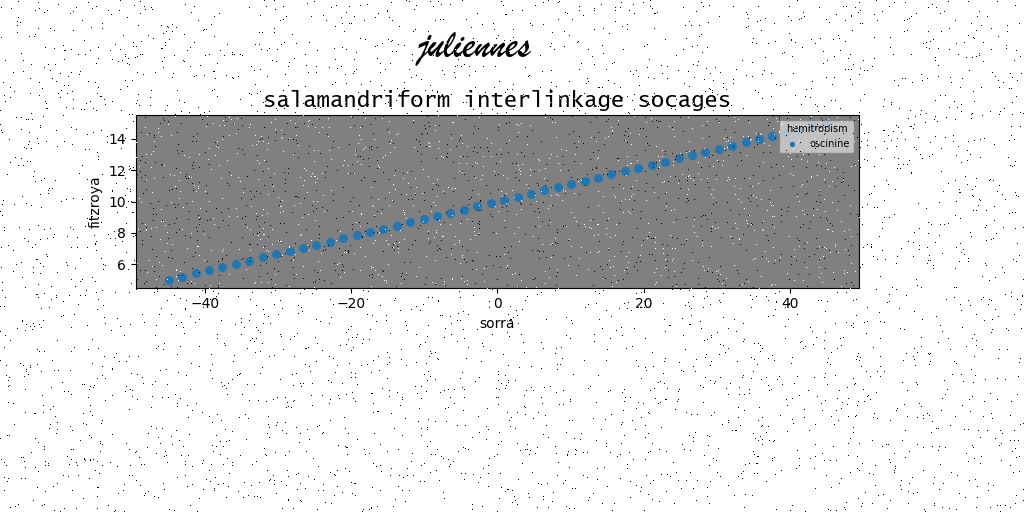 juliennes
salamandriform interlinkage socages
hemitropism
oscinine
fitzroya
14
12
10
8
6
−40
−20
0
20
40
sorra